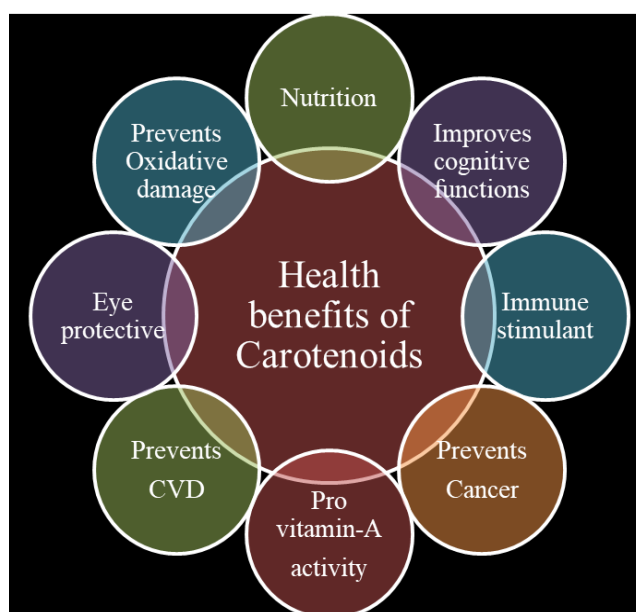 Nutrition
Improves
cognitive
functions
Immune
stimulant
Prevents
Cancer
Pro
vitamin-A
activity
Prevents
CVD
Eye
protective
Prevents
Oxidative
damage
Health
benefits of
Carotenoids